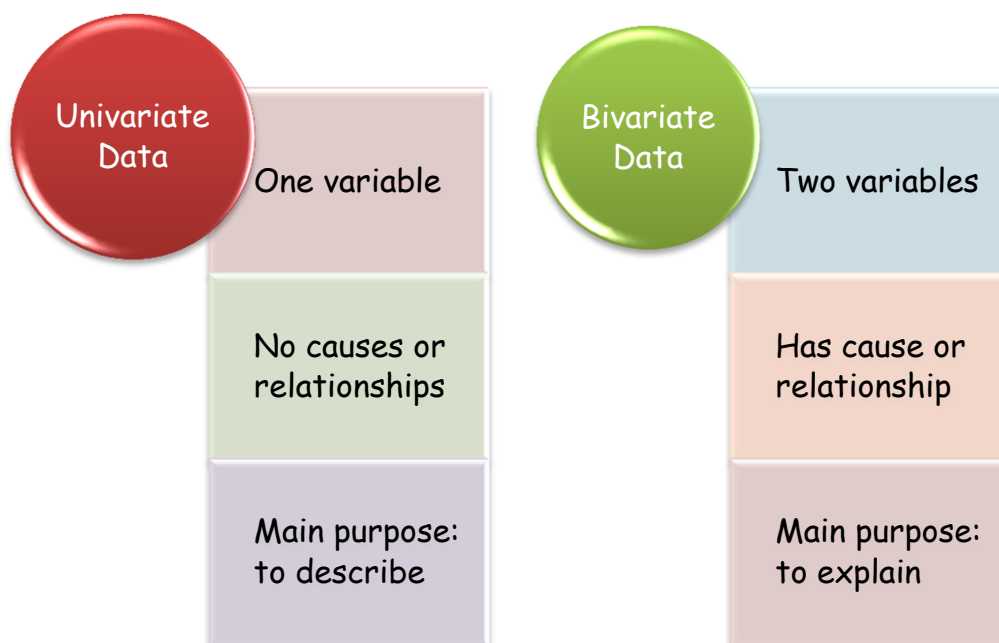 Univariate
Data
One variable
No causes or
relationships
Main purpose:
to describe
Bivariate
Data
Two variables
Has cause or
relationship
Main purpose:
to explain